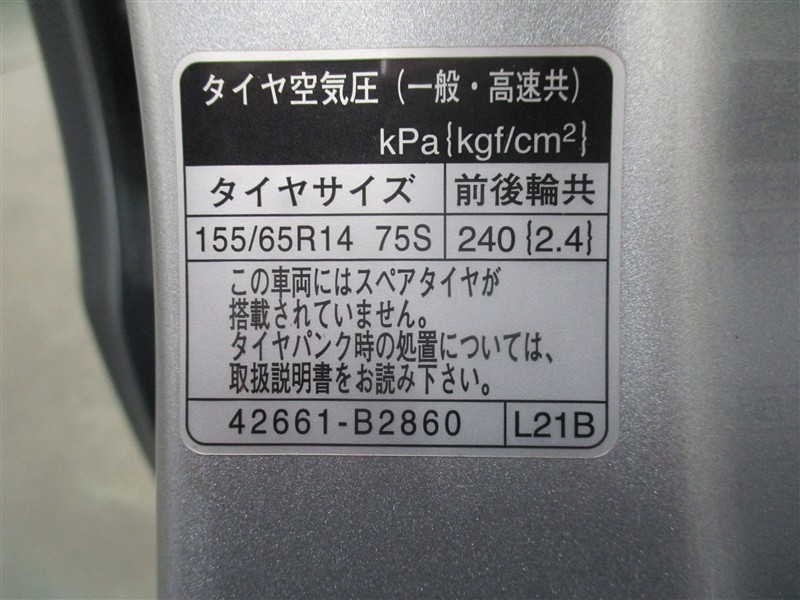 タイヤ空気圧（一般・高速共）
kPa{kgf/cm²}
タイヤサイズ 前後輪共
155/65R14 75S 240{2.4}
この車両にはスペアタイヤが
搭載されていません。
タイヤパンク時の処置については、
取扱説明書をお読み下さい。
42661-B2860 L21B